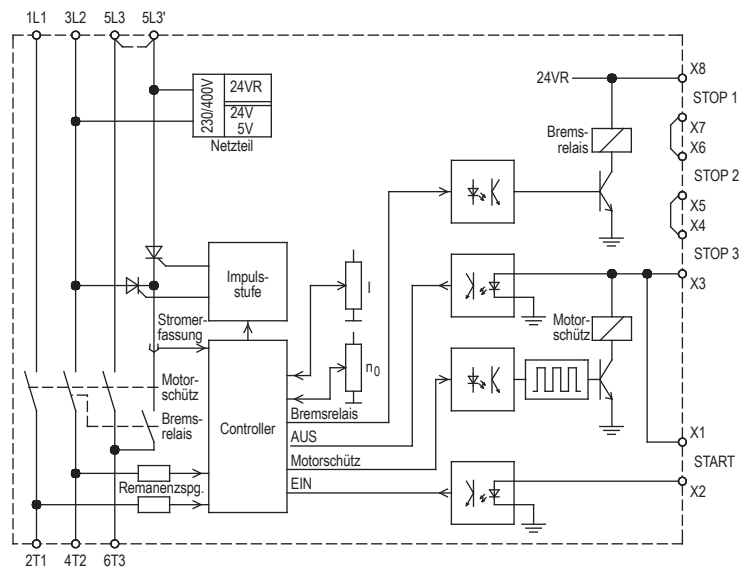 1L1 3L2 5L3 5L3'
24VR
X8
STOP 1
230/400V
24VR
24V
5V
Netzteil
Brems-
relais
X7
X6
STOP 2
X5
X4
STOP 3
X3
Impuls-
stufe
I
Stromer-
fassung
Motor-
schütz
n0
Motor-
schütz
Brems-
relais
Controller
Bremsrelais
AUS
Motorschütz
EIN
X1
START
X2
Remanenzspg.
2T1 4T2 6T3